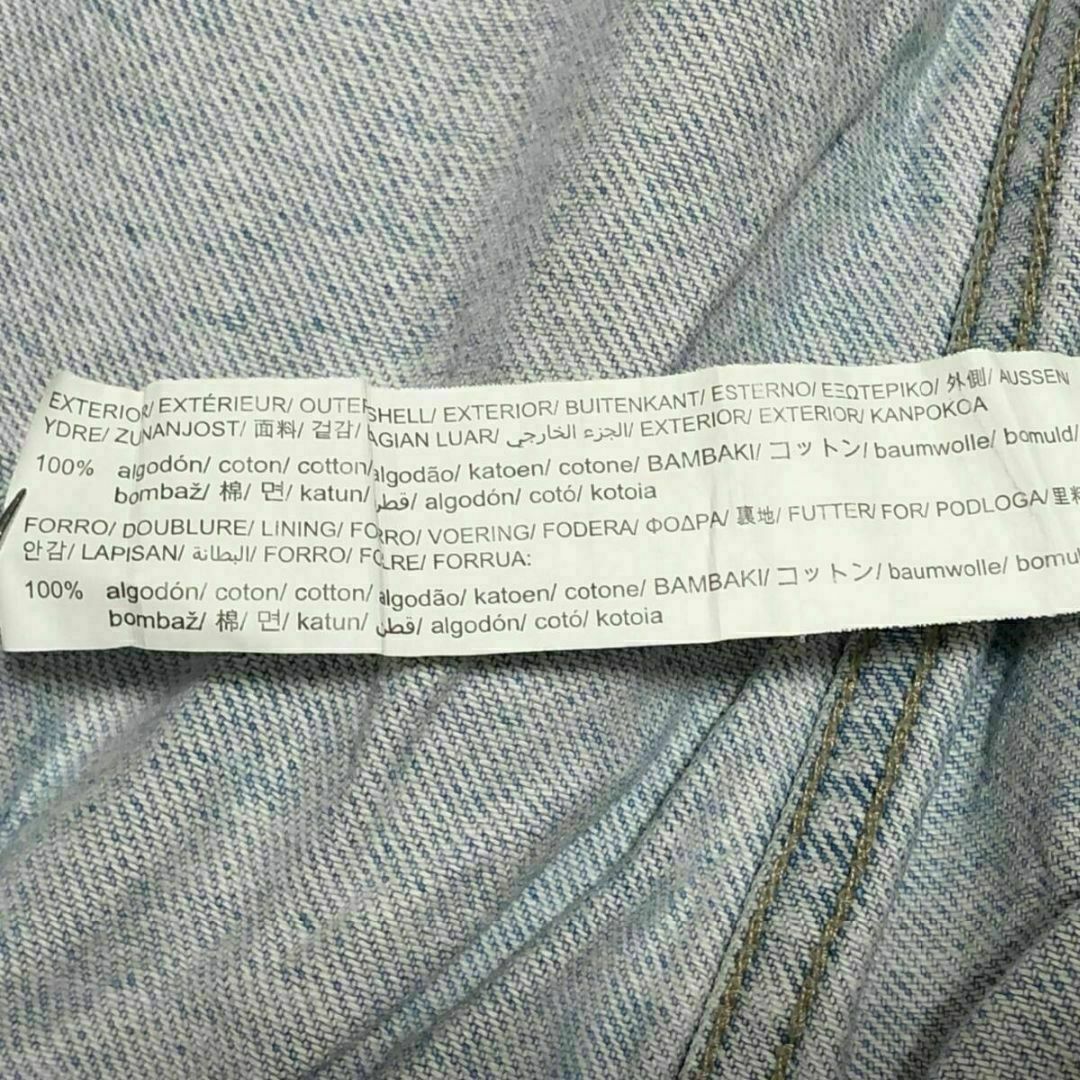 EXTERIOR/ EXTÉRIEUR/ OUTER SHELL/ EXTERIOR/ BUITENKANT/ ESTERNO/ ΕΞΩΤΕΡΙΚΟ/ 外側/ AUSSEN
YDRE/ ZUNANJOST/ 面料/ 겉감/ AGIAN LUAR/ الجزء الخارجي/ EXTERIOR/ EXTERIOR/ KANPOKOA
100% algodón/ coton/ cotton/ algodão/ katoen/ cotone/ BAMBAKI/ コットン/ baumwolle/ bomuld/
bombaž/ 棉/ 면/ katun/ قطن/ algodón/ cotó/ kotoia
FORRO/ DOUBLURE/ LINING/ FORRO/ VOERING/ FODERA/ ΦΟΔΡΑ/ 裏地/ FUTTER/ FOR/ PODLOGA/ 里料
안감/ LAPISAN/ البطانة/ FORRO/ FOLRE/ FORRUA:
100% algodón/ coton/ cotton/ algodão/ katoen/ cotone/ BAMBAKI/ コットン/ baumwolle/ bomu
bombaž/ 棉/ 면/ katun/ قطن/ algodón/ cotó/ kotoia